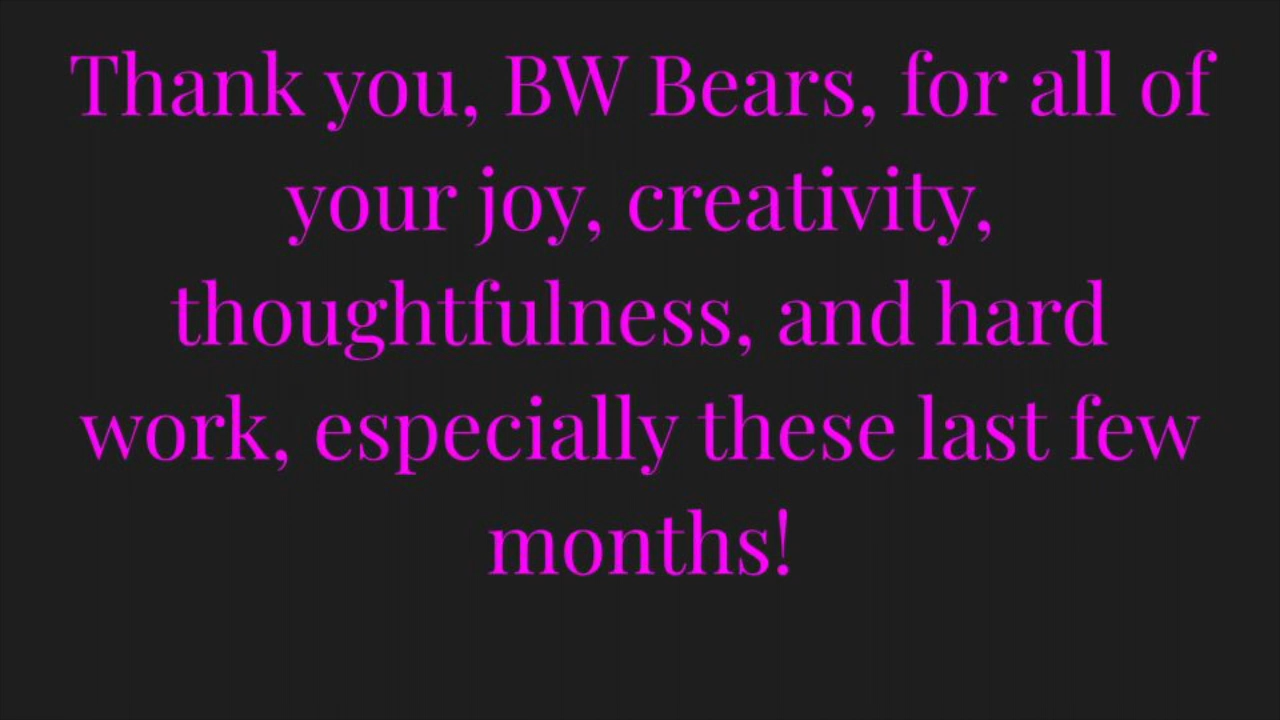 Thank you, BW Bears, for all of
your joy, creativity,
thoughtfulness, and hard
work, especially these last few
months!